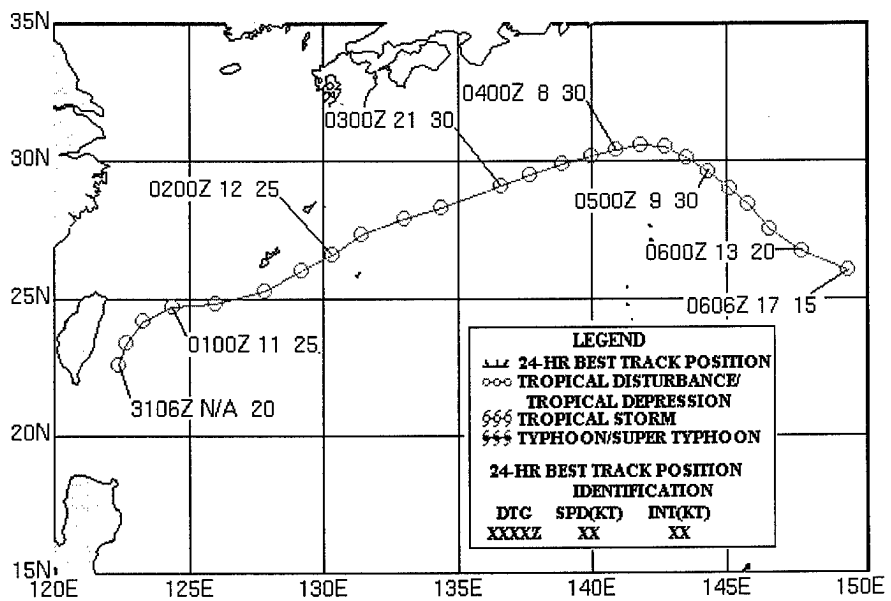 35N
0400Z 8 30
0300Z 21 30
30N
0200Z 12 25
0500Z 9 30
0600Z 13 20
25N
0606Z 17 15
0100Z 11 25
LEGEND
24-HR BEST TRACK POSITION
TROPICAL DISTURBANCE/
TROPICAL DEPRESSION
3106Z N/A 20
TROPICAL STORM
20N
TYPHOON/SUPER TYPHOON
24-HR BEST TRACK POSITION
IDENTIFICATION
DTG SPD(KT) INT(KT)
XXXXZ XX XX
15N
120E 125E 130E 135E 140E 145E 150E